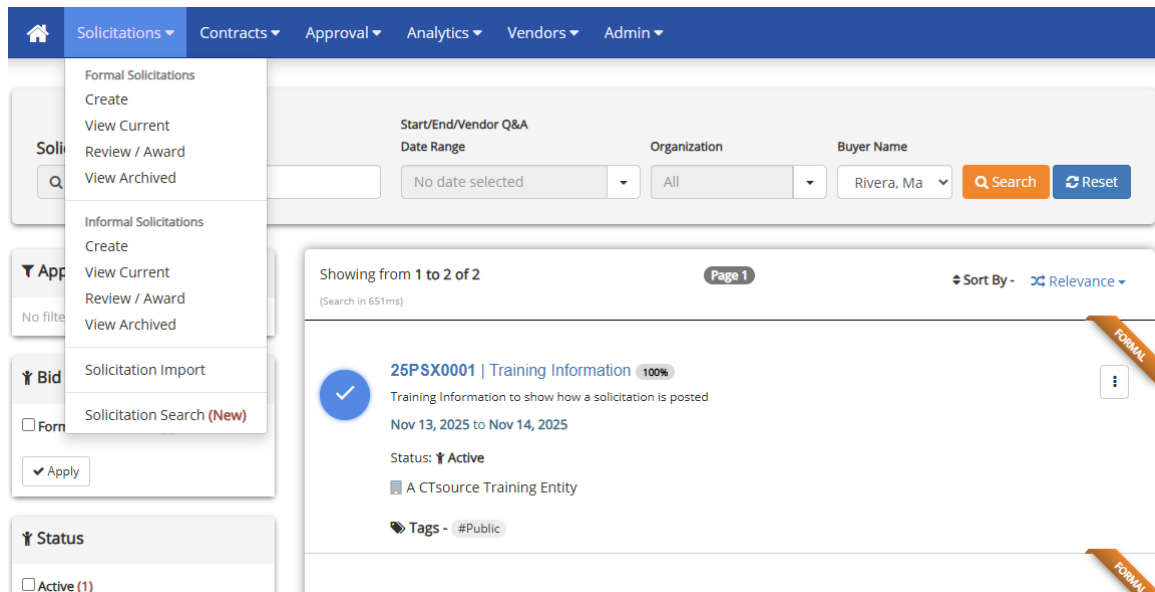 Solicitations Contracts Approval Analytics Vendors Admin
Formal Solicitations
Create
View Current
Review / Award
View Archived
Informal Solicitations
Create
View Current
Review / Award
View Archived
Solicitation Import
Solicitation Search (New)
Start/End/Vendor Q&A
Date Range
Organization
Buyer Name
No date selected
All
Rivera, Ma
Search
Reset
Showing from 1 to 2 of 2
Page 1
Sort By - Relevance
(Search in 651ms)
Bid
Apply
Status
Active (1)
FORMAL
25PSX0001 | Training Information 100%
Training Information to show how a solicitation is posted
Nov 13, 2025 to Nov 14, 2025
Status: Active
A CTsource Training Entity
Tags - #Public
FORMAL